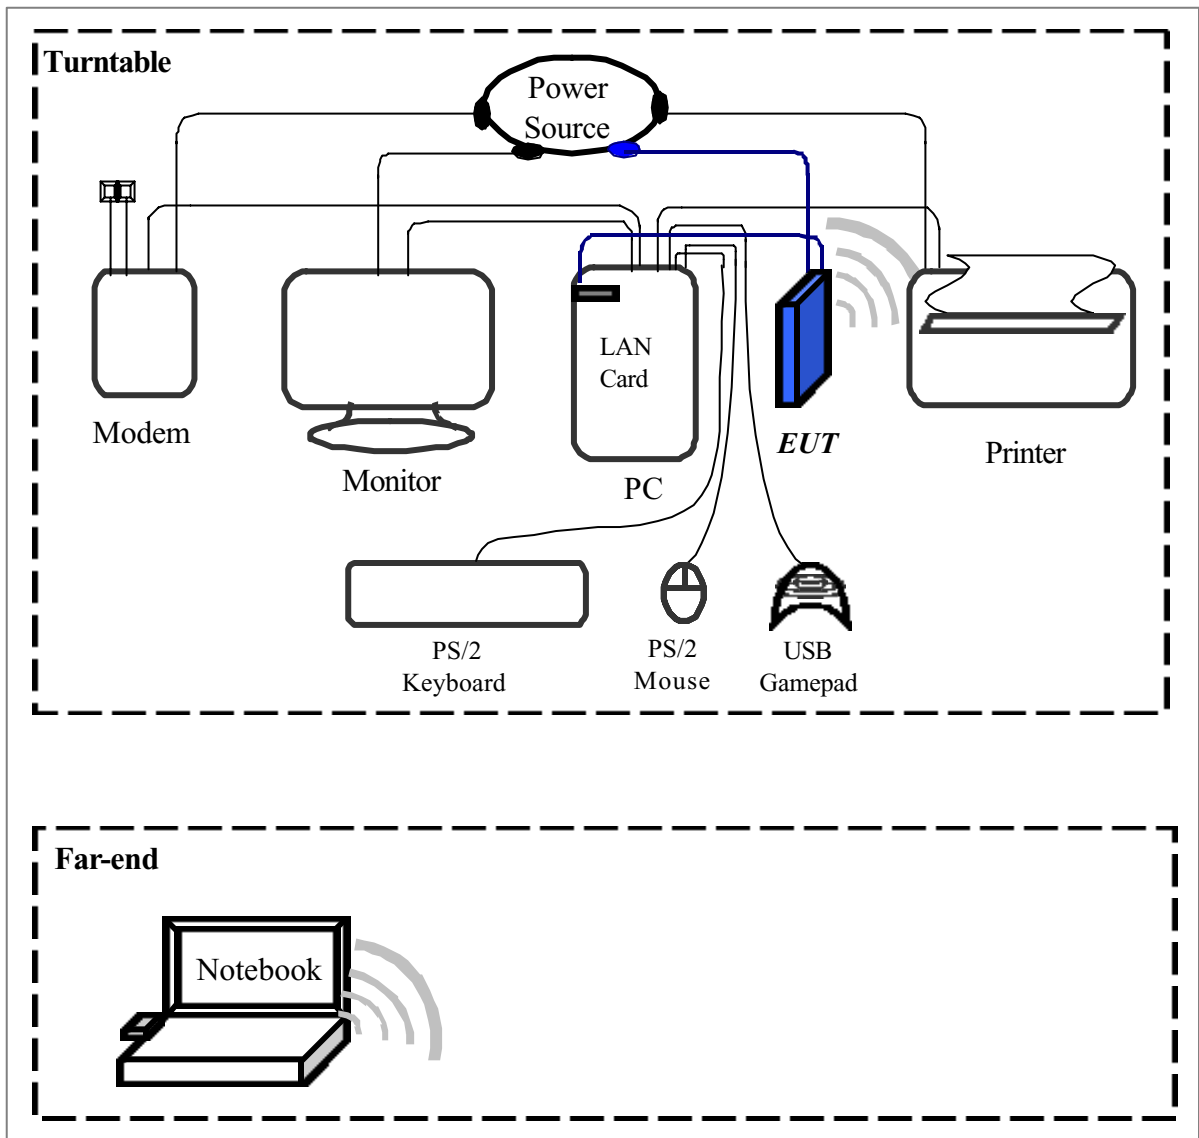 Turntable
Power
Source
LAN
Card
Modem
EUT
Printer
Monitor
PC
PS/2
Keyboard
PS/2
Mouse
USB
Gamepad
Far-end
Notebook